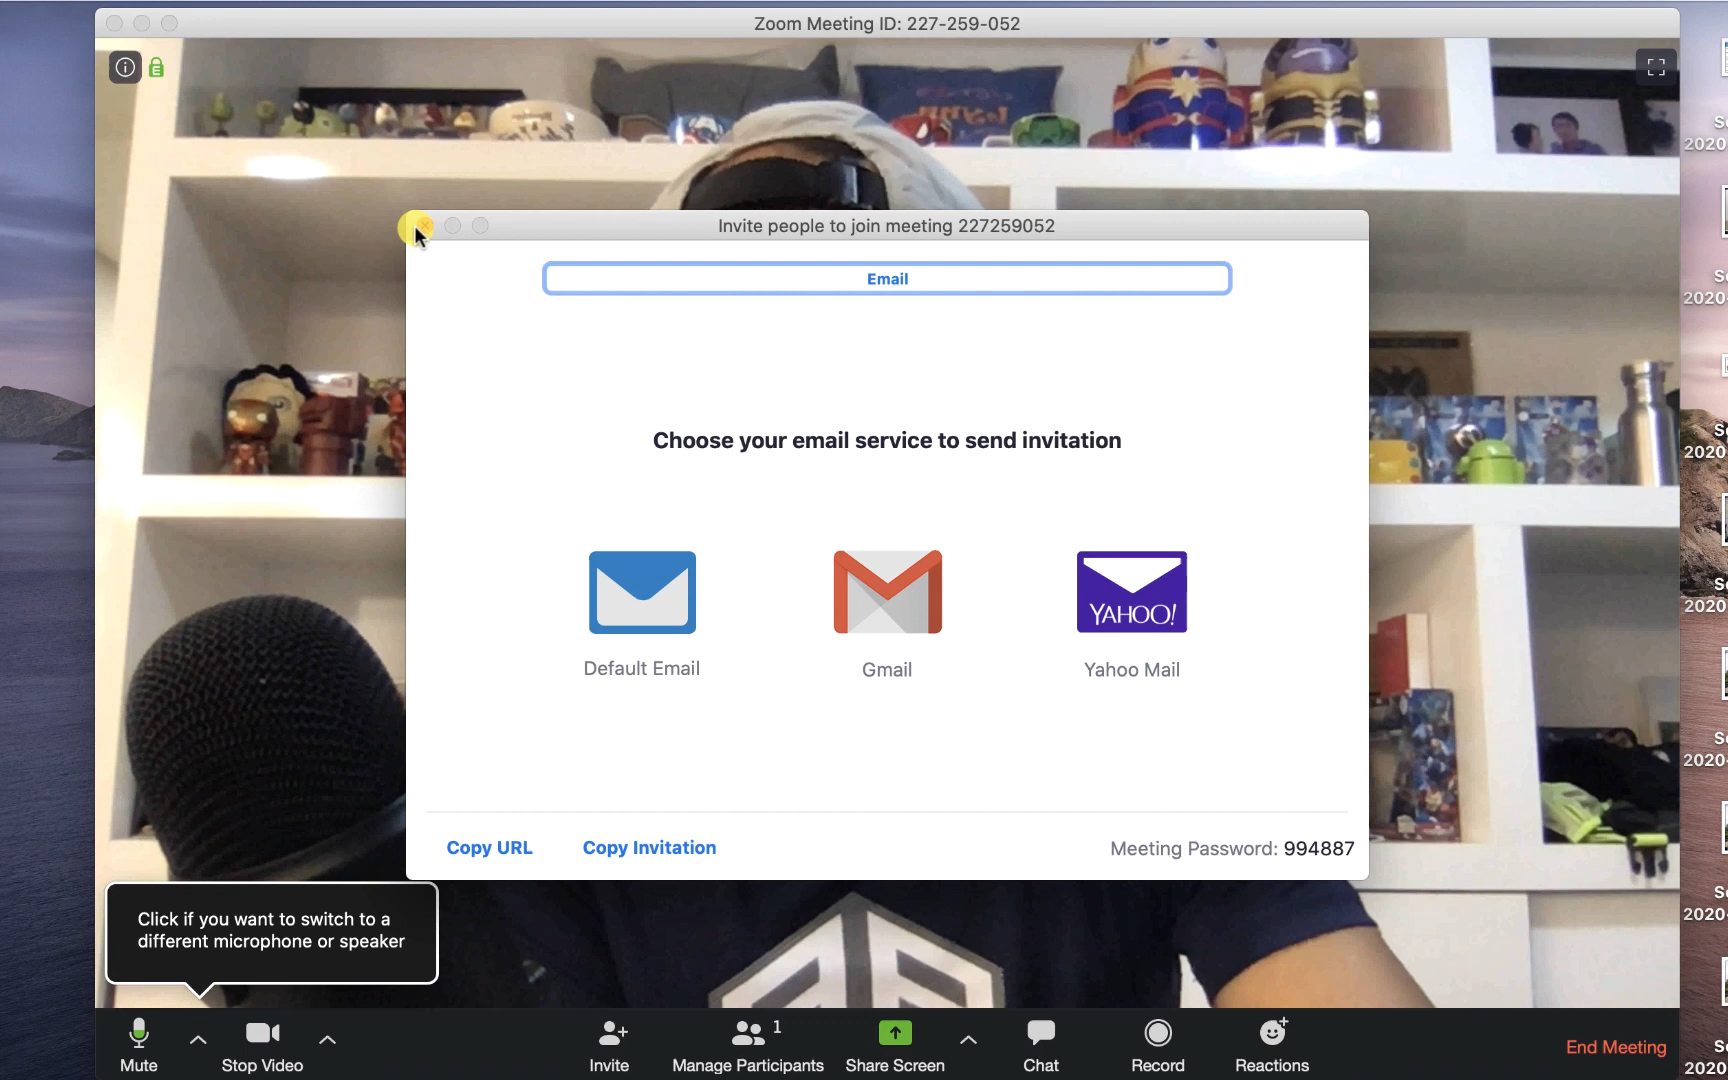 Zoom Meeting ID: 227-259-052
Invite people to join meeting 227259052
Email
Choose your email service to send invitation
YAHOO!
Default Email
Gmail
Yahoo Mail
Copy URL
Copy Invitation
Meeting Password: 994887
Click if you want to switch to a
different microphone or speaker
1
Mute
Stop Video
Invite
Manage Participants
Share Screen
Chat
Record
Reactions
End Meeting
2020
2020
2020
2020
2020
2020
2020